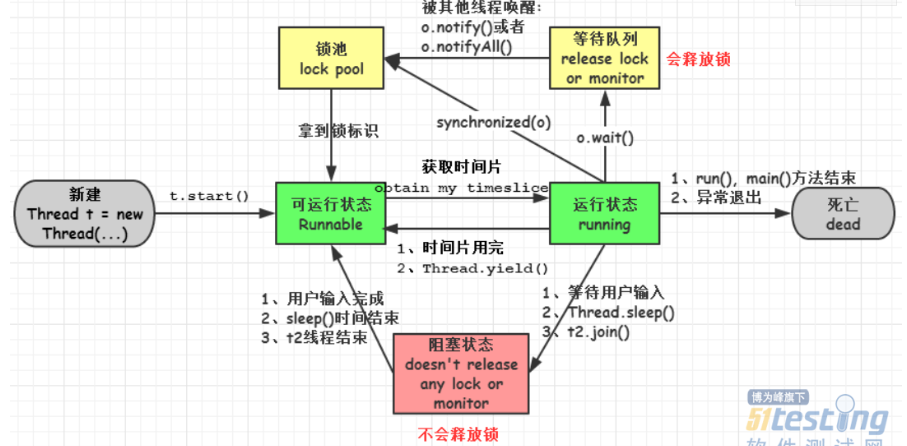 被其他线程唤醒:
o.notify()或者
o.notifyAll()
锁池
lock pool
等待队列
release lock
or monitor
会释放锁
拿到锁标识
synchronized(o)
o.wait()
新建
Thread t = new
Thread(...)
t.start()
可运行状态
Runnable
获取时间片
obtain my timeslice
运行状态
running
1、run(), main()方法结束
2、异常退出
死亡
dead
1、时间片用完
2、Thread.yield()
1、用户输入完成
2、sleep()时间结束
3、t2线程结束
1、等待用户输入
2、Thread.sleep()
3、t2.join()
阻塞状态
doesn't release
any lock or
monitor
不会释放锁
博为峰旗下
51testing
软件测试网